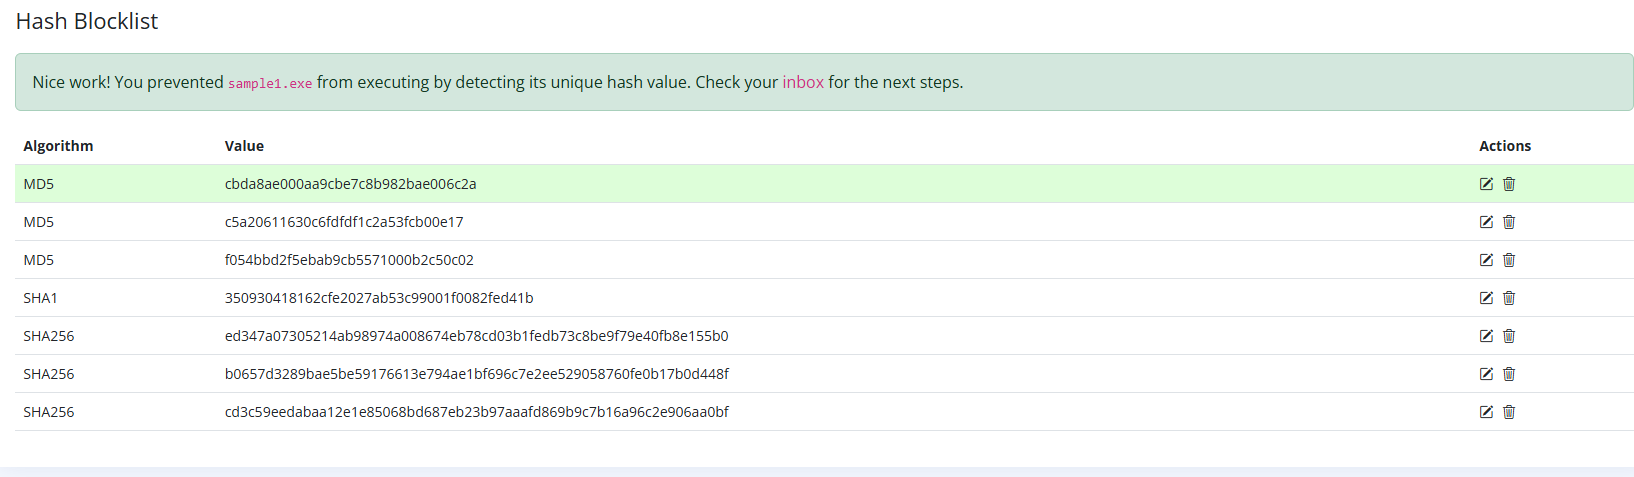 Hash Blocklist
Nice work! You prevented sample1.exe from executing by detecting its unique hash value. Check your inbox for the next steps.
Algorithm Value Actions
MD5 cbda8ae000aa9cbe7c8b982bae006c2a
MD5 c5a20611630c6fdfdf1c2a53fcb00e17
MD5 f054bbd2f5ebab9cb5571000b2c50c02
SHA1 350930418162cfe2027ab53c99001f0082fed41b
SHA256 ed347a07305214ab98974a008674eb78cd03b1fedb73c8be9f79e40fb8e155b0
SHA256 b0657d3289bae5be59176613e794ae1bf696c7e2ee529058760fe0b17b0d448f
SHA256 cd3c59eedabaa12e1e85068bd687eb23b97aaafd869b9c7b16a96c2e906aa0bf